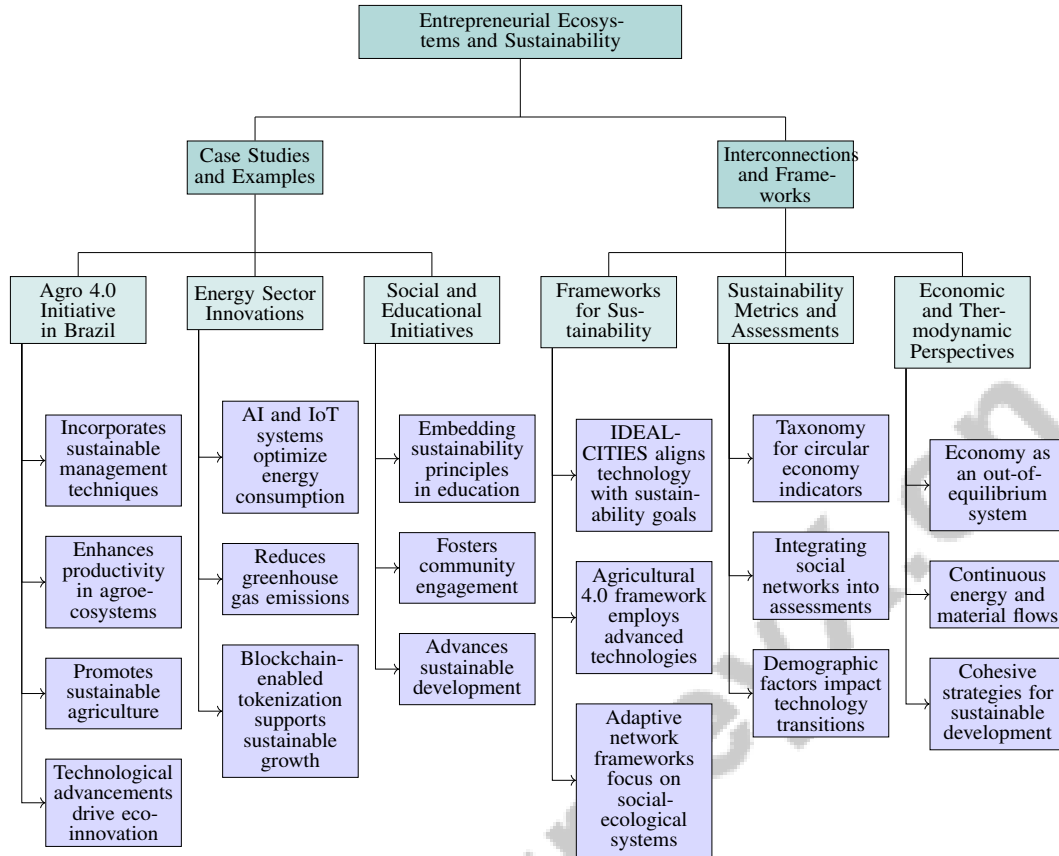 Entrepreneurial Ecosys-
tems and Sustainability
Case Studies
and Examples
Interconnections
and Frame-
works
Agro 4.0
Initiative
in Brazil
Energy Sector
Innovations
Social and
Educational
Initiatives
Frameworks
for Sus-
tainability
Sustainability
Metrics and
Assessments
Economic
and Ther-
modynamic
Perspectives
Incorporates
sustainable
management
techniques
Enhances
productivity
in agroe-
cosystems
Promotes
sustainable
agriculture
Technological
advancements
drive eco-
innovation
AI and IoT
systems
optimize
energy
consumption
Reduces
greenhouse
gas emissions
Blockchain-
enabled
tokenization
supports
sustainable
growth
Embedding
sustainability
principles
in education
Fosters
community
engagement
Advances
sustainable
development
IDEAL-
CITIES aligns
technology
with sustain-
ability goals
Agricultural
4.0 framework
employs
advanced
technologies
Adaptive
network
frameworks
focus on
social-
ecological
systems
Taxonomy
for circular
economy
indicators
Integrating
social
networks into
assessments
Demographic
factors impact
technology
transitions
Economy as
an out-of-
equilibrium
system
Continuous
energy and
material flows
Cohesive
strategies for
sustainable
development